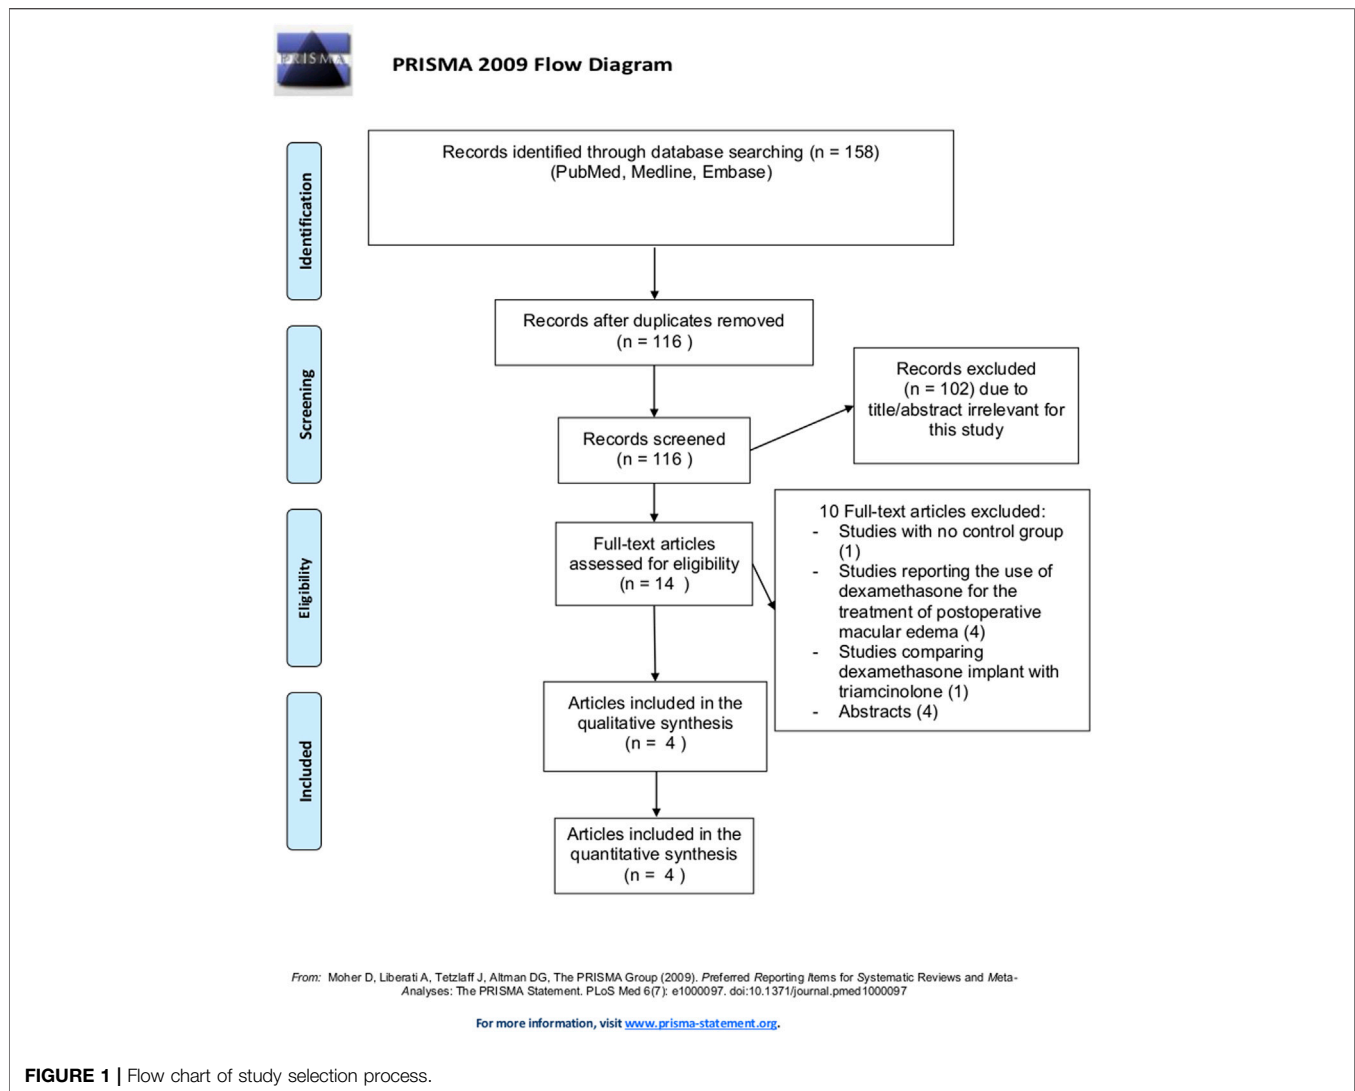 PRISMA
PRISMA 2009 Flow Diagram
Identification
Records identified through database searching (n = 158)
(PubMed, Medline, Embase)
Screening
Records after duplicates removed
(n = 116 )
Records excluded
(n = 102) due to
title/abstract irrelevant for
this study
Records screened
(n = 116 )
Eligibility
Full-text articles
assessed for eligibility
(n = 14 )
10 Full-text articles excluded:
- Studies with no control group
(1)
- Studies reporting the use of
dexamethasone for the
treatment of postoperative
macular edema (4)
- Studies comparing
dexamethasone implant with
triamcinolone (1)
- Abstracts (4)
Included
Articles included in the
qualitative synthesis
(n = 4 )
Articles included in the
quantitative synthesis
(n = 4 )
From: Moher D, Liberati A, Tetzlaff J, Altman DG, The PRISMA Group (2009). Preferred Reporting Items for Systematic Reviews and Meta-
Analyses: The PRISMA Statement. PLoS Med 6(7): e1000097. doi:10.1371/journal.pmed1000097
For more information, visit www.prisma-statement.org.
FIGURE 1 | Flow chart of study selection process.